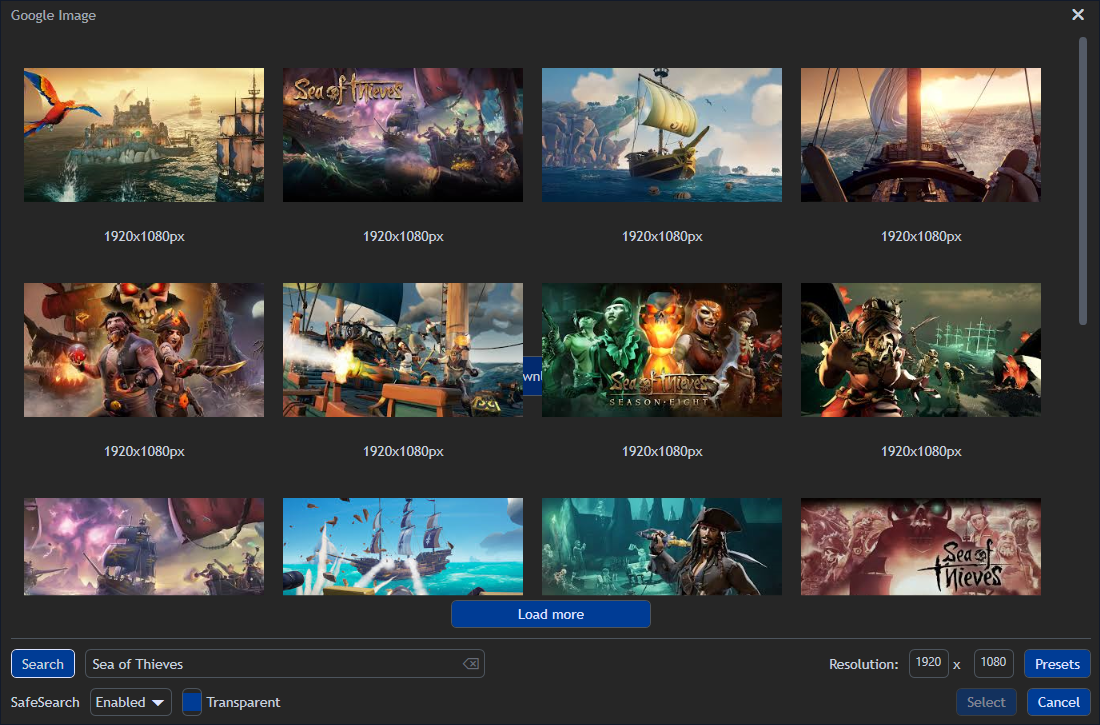 Google Image
Sea of Thieves
1920x1080px 1920x1080px 1920x1080px 1920x1080px
Sea of Thieves
SEASON·EIGHT
1920x1080px 1920x1080px 1920x1080px 1920x1080px
Sea of
Thieves
Load more
Search Sea of Thieves Resolution: 1920 x 1080 Presets
SafeSearch Enabled Transparent Select Cancel